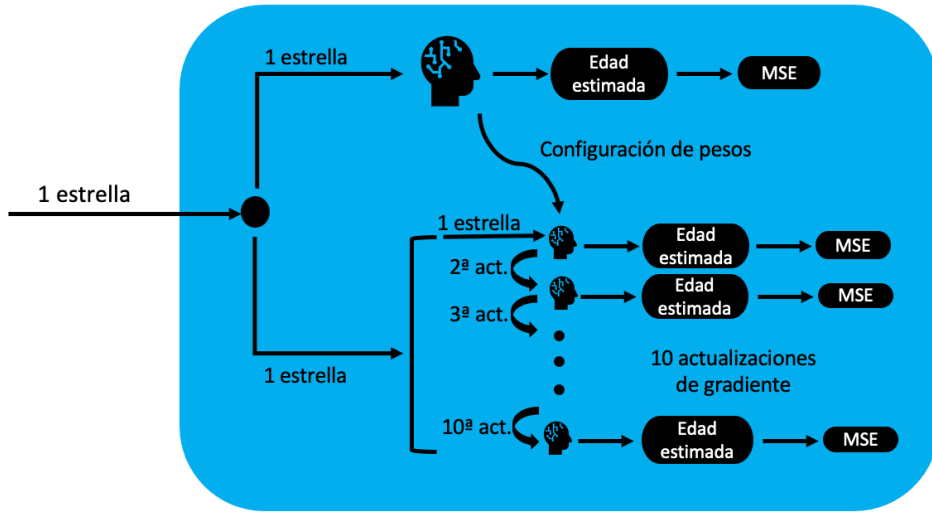 1 estrella
Edad
estimada
MSE
Configuración de pesos
1 estrella
1 estrella
Edad
estimada
MSE
2ª act.
Edad
estimada
MSE
3ª act.
1 estrella
10 actualizaciones
de gradiente
10ª act.
Edad
estimada
MSE